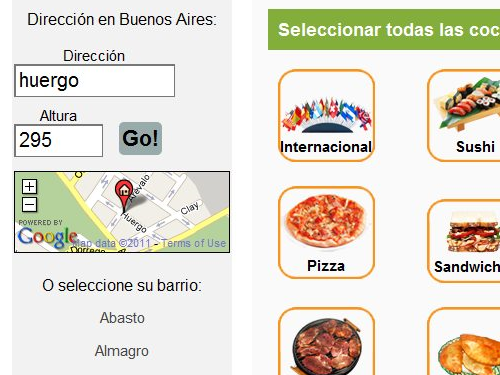 Dirección en Buenos Aires:
Dirección
huergo
Altura
295
Go!
Arévalo
Huergo
Clay
POWERED BY
Google
Map data ©2011 - Terms of Use
Dorrego
O seleccione su barrio:
Abasto
Almagro
Seleccionar todas las coc
Internacional
Sushi
Pizza
Sandwich